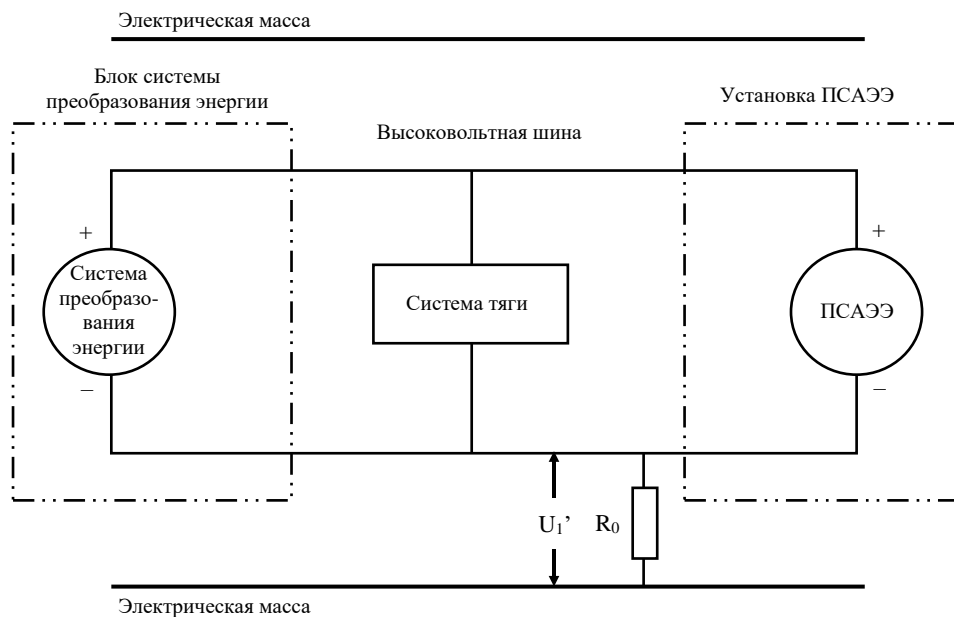 Электрическая масса
Блок системы
преобразования энергии
Установка ПСАЭЭ
Высоковольтная шина
+
+
Система
преобразо-
вания
энергии
Система тяги
ПСАЭЭ
–
–
U₁’
R₀
Электрическая масса